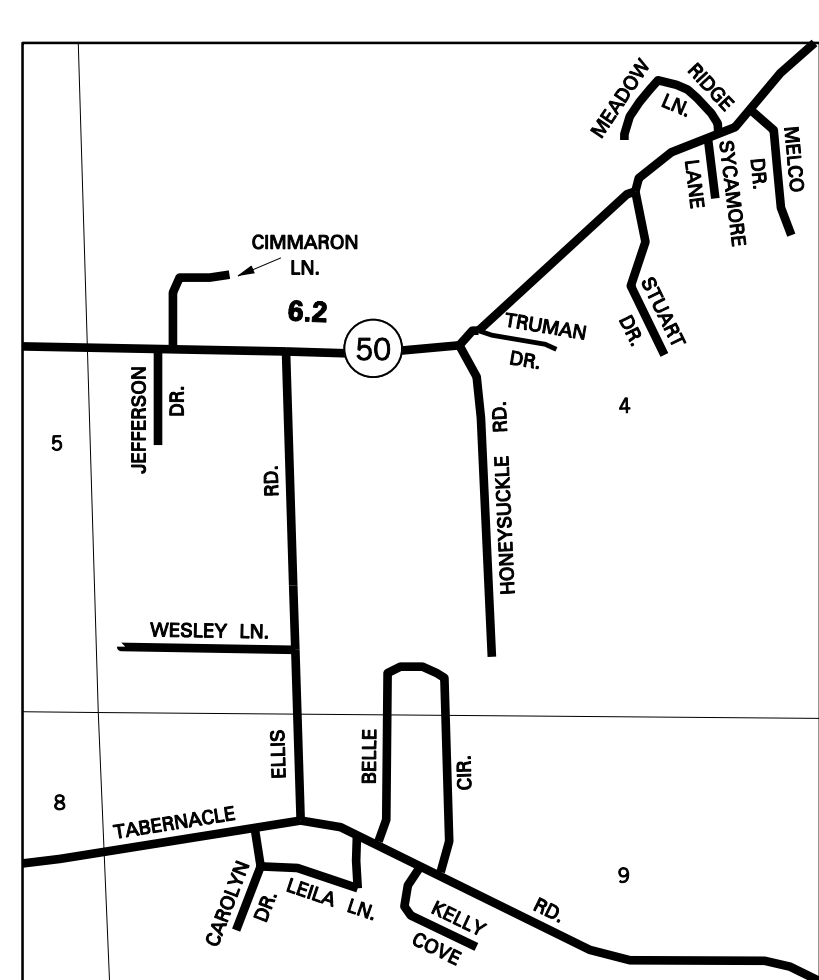 MEADOW
RIDGE
LN.
MELCO
DR.
SYCAMORE
LANE
CIMMARON
LN.
6.2
STUART
DR.
TRUMAN
DR.
50
JEFFERSON
DR.
4
5
RD.
HONEYSUCKLE RD.
WESLEY LN.
ELLIS
BELLE
CIR.
8
TABERNACLE
9
CAROLYN
DR.
LEILA LN.
KELLY
COVE
RD.